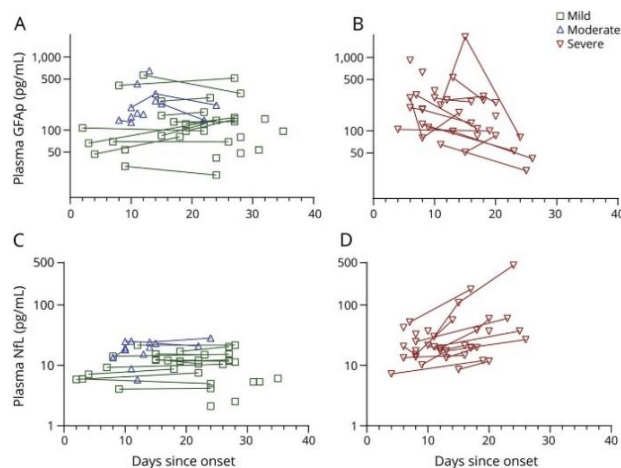 A
B
Mild
Moderate
Severe
Plasma GFAp (pg/mL)
1,000
500
100
50
0 10 20 30 40
1,000
500
100
50
0 10 20 30 40
C
D
Plasma NfL (pg/mL)
500
100
10
1
0 10 20 30 40
Days since onset
500
100
10
1
0 10 20 30 40
Days since onset